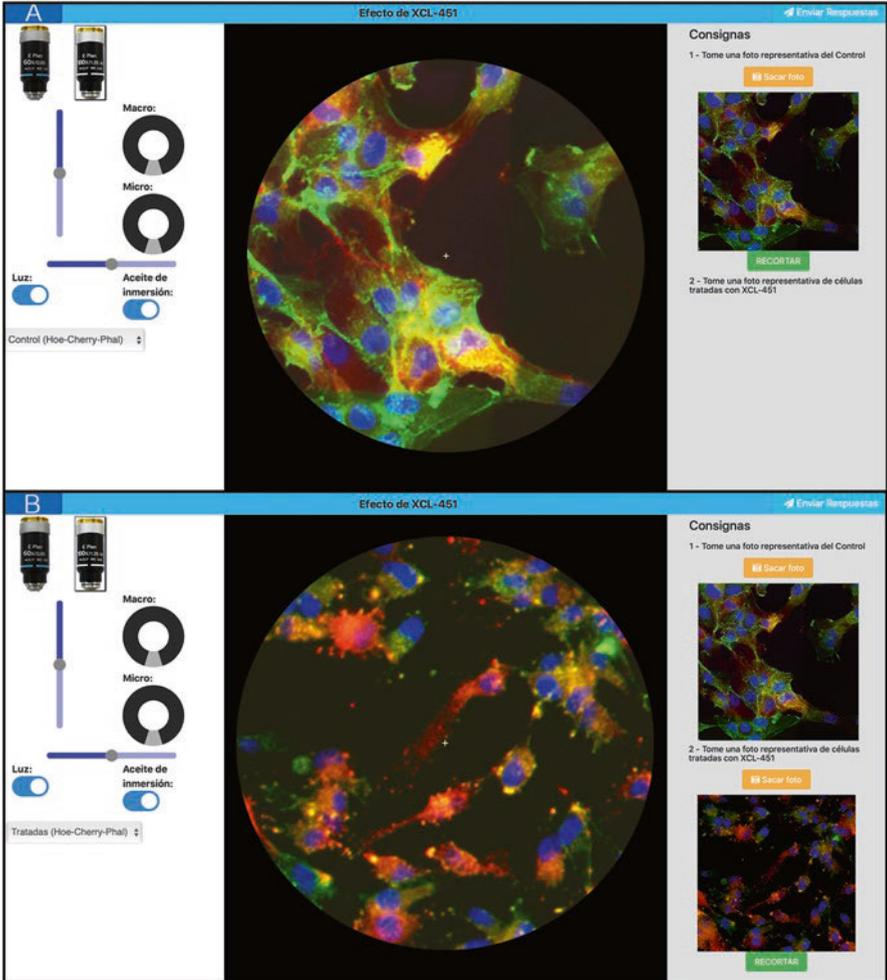 A
Efecto de XCL-451
Enviar Respuestas
E Plan
E Plan
Macro:
Micro:
Luz:
Aceite de
inmersión:
Control (Hoe-Cherry-Phal)
Consignas
1 - Tome una foto representativa del Control
Sacar foto
RECORTAR
2 - Tome una foto representativa de células
tratadas con XCL-451
B
Efecto de XCL-451
Enviar Respuestas
E Plan
E Plan
Macro:
Micro:
Luz:
Aceite de
inmersión:
Tratadas (Hoe-Cherry-Phal)
Consignas
1 - Tome una foto representativa del Control
Sacar foto
2 - Tome una foto representativa de células
tratadas con XCL-451
Sacar foto
RECORTAR